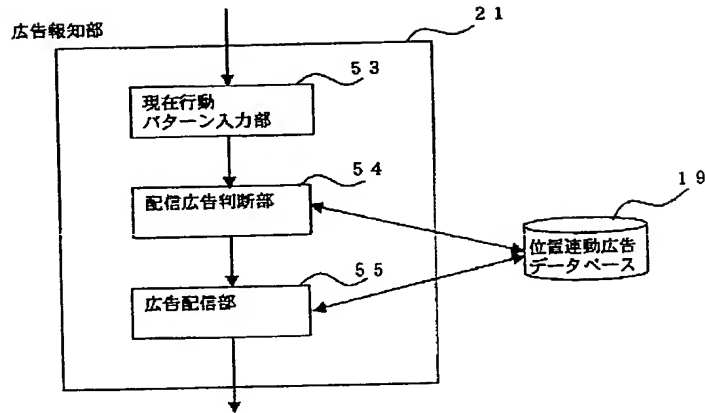 広告報知部
２１
５３
現在行動
パターン入力部
５４
配信広告判断部
１９
位置連動広告
データベース
５５
広告配信部